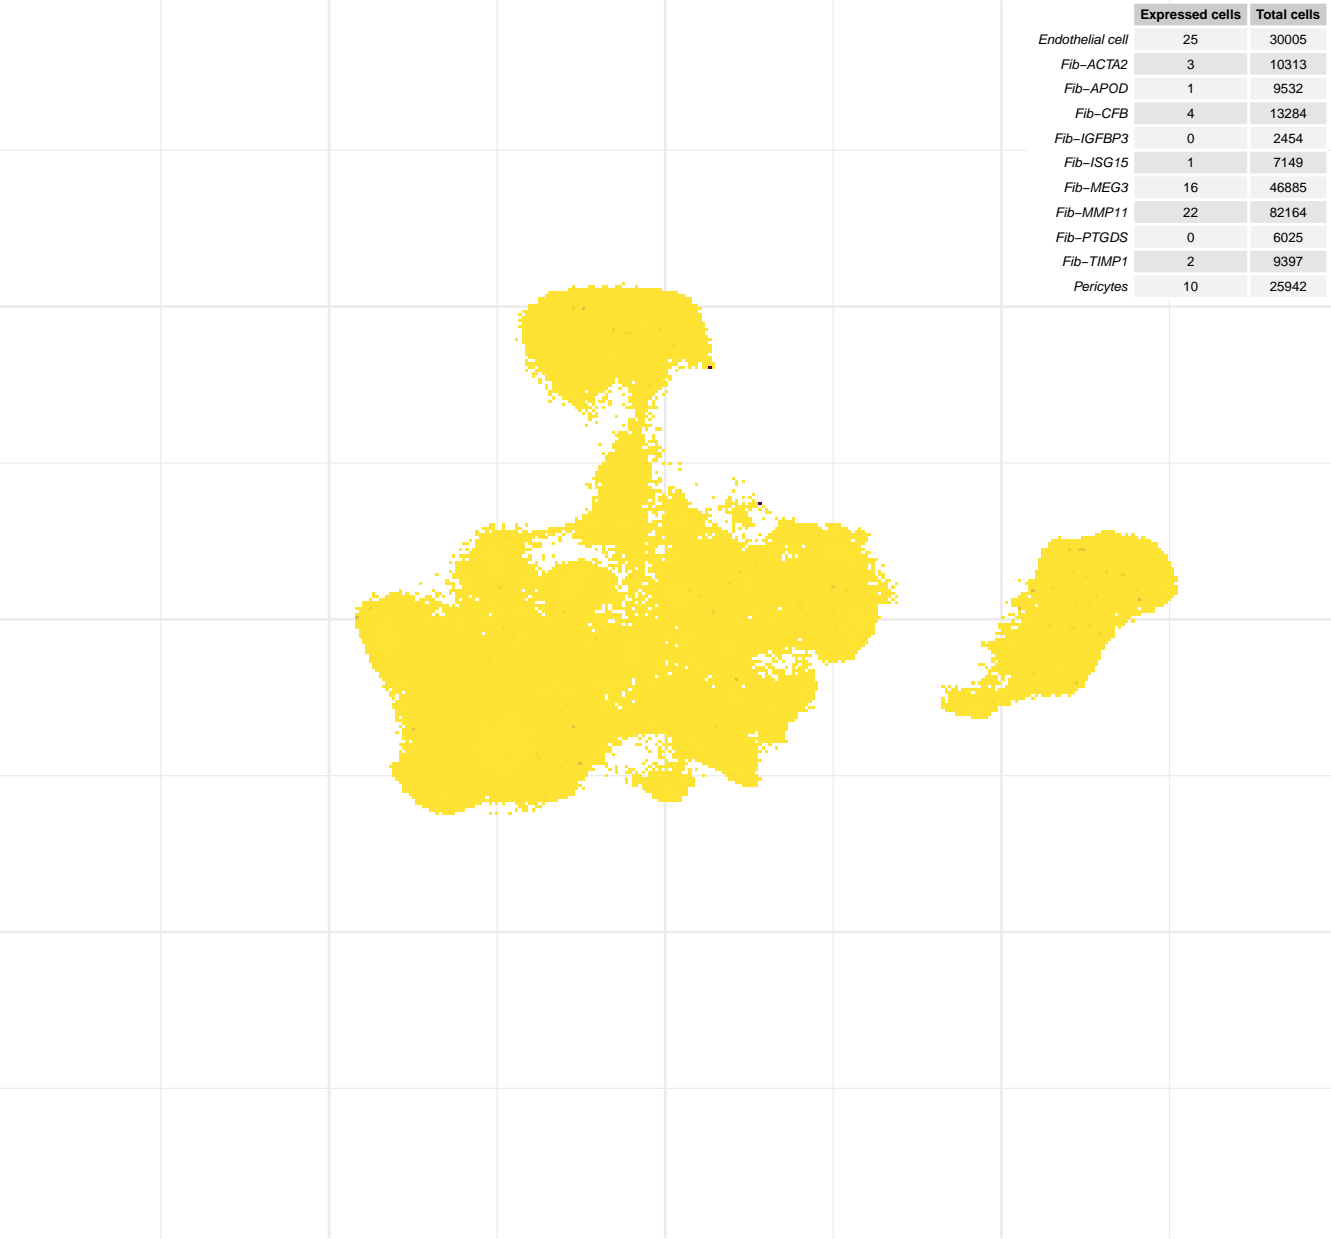 Expressed cells Total cells
Endothelial cell 25 30005
Fib−ACTA2 3 10313
Fib−APOD 1 9532
Fib−CFB 4 13284
Fib−IGFBP3 0 2454
Fib−ISG15 1 7149
Fib−MEG3 16 46885
Fib−MMP11 22 82164
Fib−PTGDS 0 6025
Fib−TIMP1 2 9397
Pericytes 10 25942